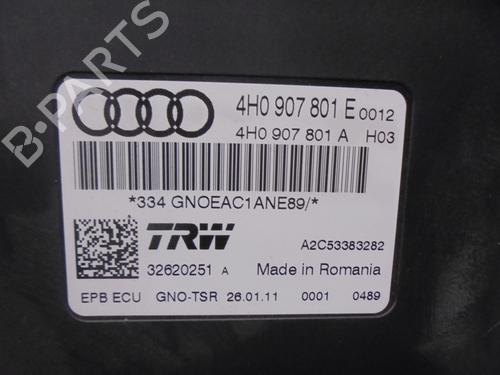 4H0 907 801 E 0012
4H0 907 801 A H03
*334 GNOEAC1ANE89/*
TRW
A2C53383282
32620251 A Made in Romania
EPB ECU GNO-TSR 26.01.11 0001 0489
B-PARTS